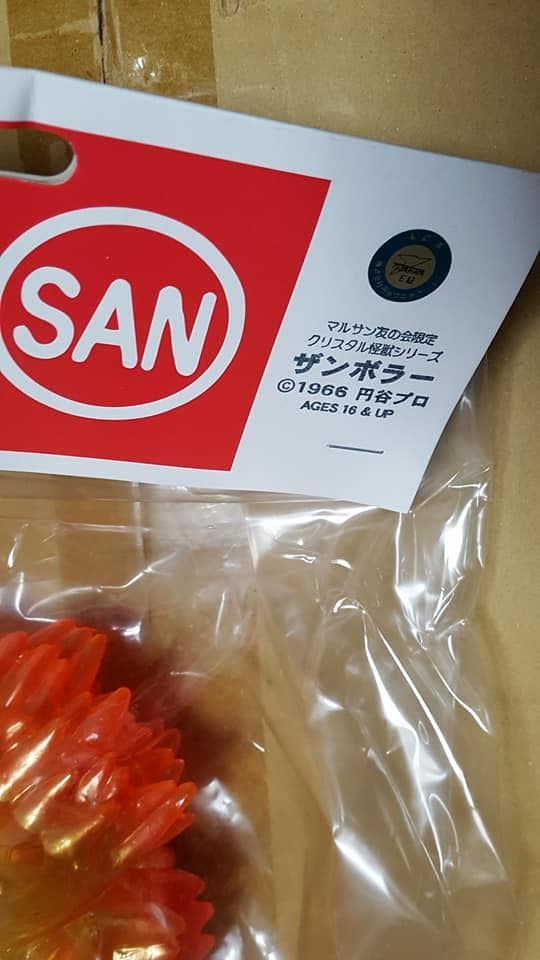 SAN
TSUBURAYA
マルサン友の会限定
クリスタル怪獣シリーズ
ザンボラー
©1966 円谷プロ
AGES 16 & UP